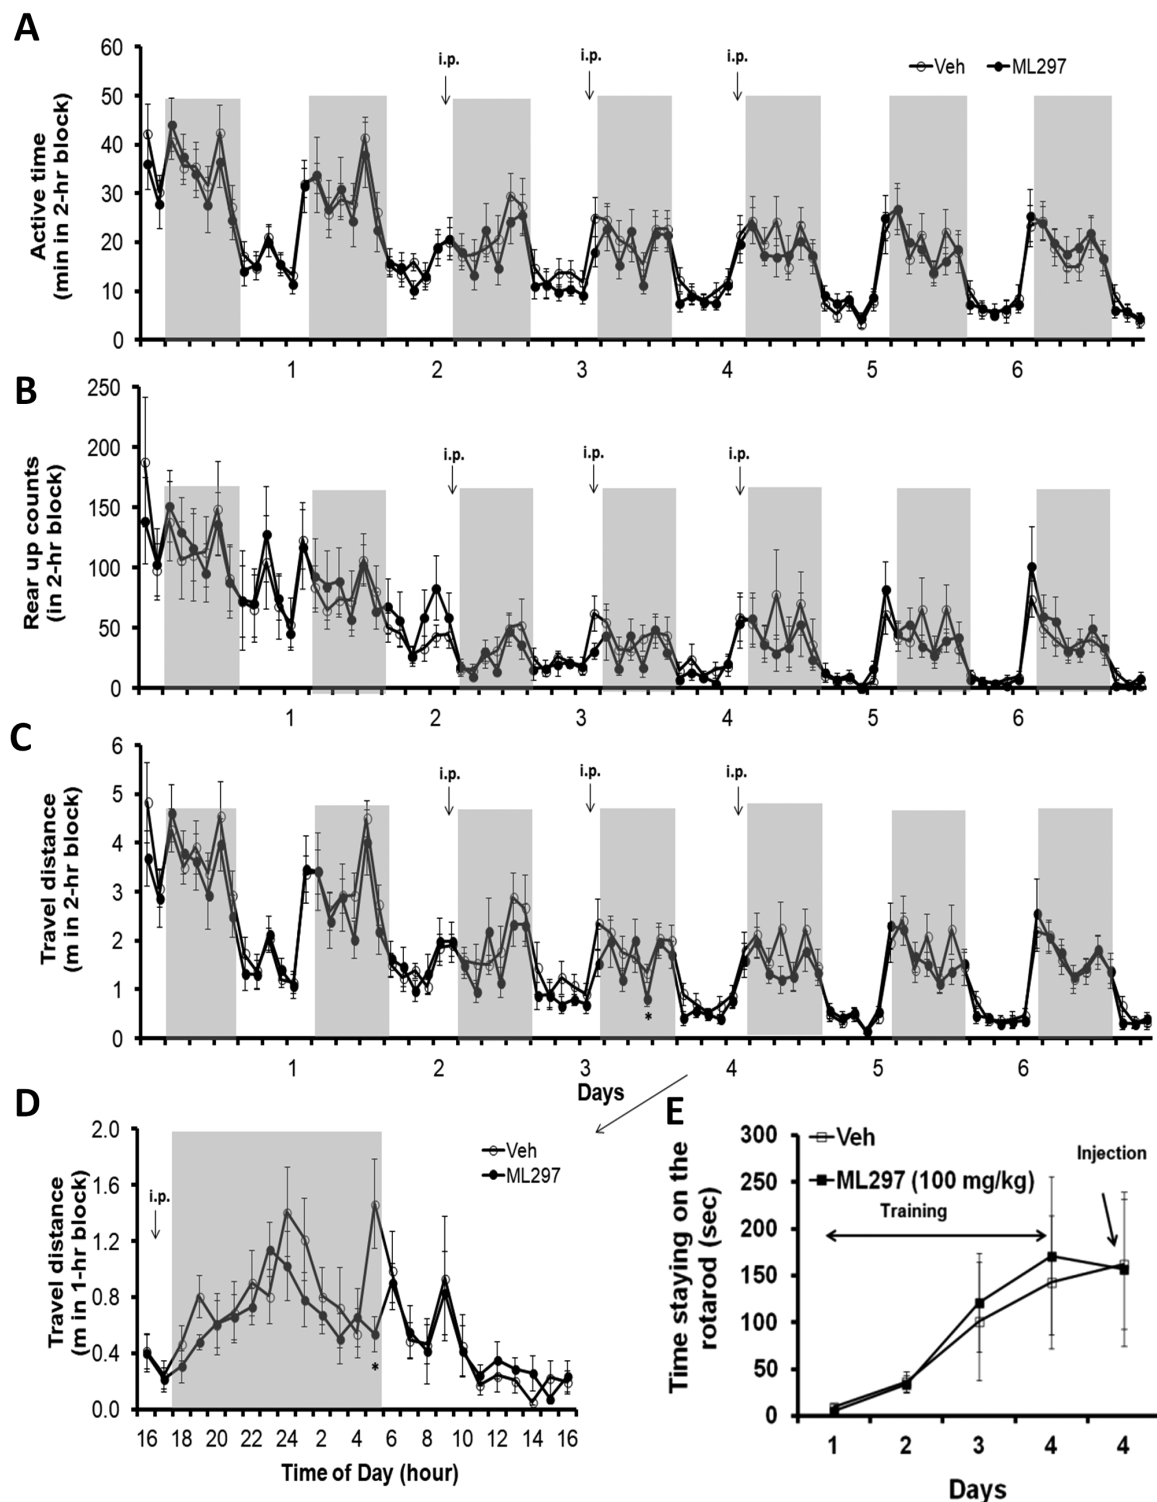 A
Active time
(min in 2-hr block)
60
50
40
30
20
10
0
i.p.
i.p.
i.p.
Veh
ML297
1
2
3
4
5
6
B
Rear up counts
(in 2-hr block)
250
200
150
100
50
0
i.p.
i.p.
i.p.
1
2
3
4
5
6
C
Travel distance
(m in 2-hr block)
6
5
4
3
2
1
0
i.p.
i.p.
i.p.
*
1
2
3
4
5
6
Days
D
Travel distance
(m in 1-hr block)
2.0
1.6
1.2
0.8
0.4
0.0
i.p.
Veh
ML297
*
16 18 20 22 24 2 4 6 8 10 12 14 16
Time of Day (hour)
E
Time staying on the
rotarod (sec)
300
250
200
150
100
50
0
Veh
ML297 (100 mg/kg)
Training
Injection
1 2 3 4 4
Days